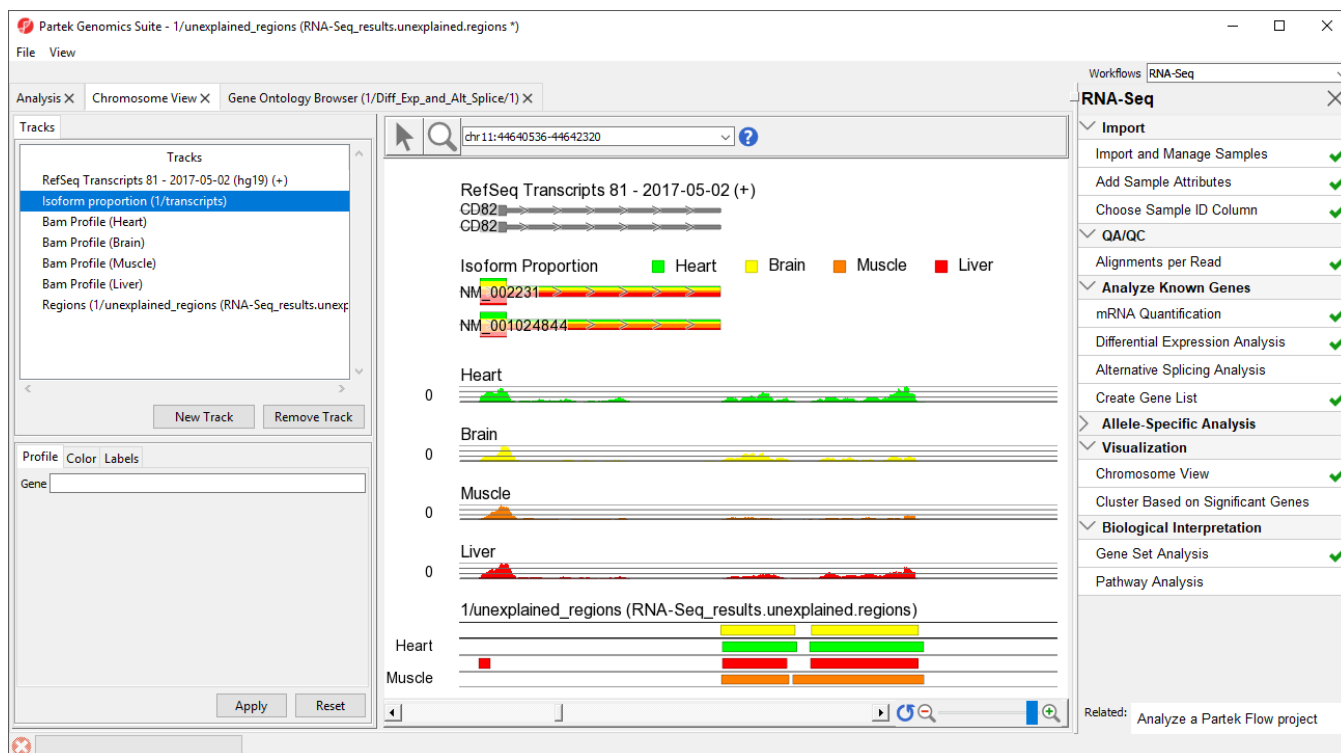 Partek Genomics Suite - 1/unexplained_regions (RNA-Seq_results.unexplained.regions *)
File View
Workflows RNA-Seq
Analysis Chromosome View Gene Ontology Browser (1/Diff_Exp_and_Alt_Splice/1)
Tracks
Tracks
RefSeq Transcripts 81 - 2017-05-02 (hg19) (+)
Isoform proportion (1/transcripts)
Bam Profile (Heart)
Bam Profile (Brain)
Bam Profile (Muscle)
Bam Profile (Liver)
Regions (1/unexplained_regions (RNA-Seq_results.unexp
New Track Remove Track
Profile Color Labels
Gene
Apply Reset
chr11:44640536-44642320
RefSeq Transcripts 81 - 2017-05-02 (+)
CD82
CD82
Isoform Proportion Heart Brain Muscle Liver
NM_002231
NM_001024844
Heart
0
Brain
0
Muscle
0
Liver
0
1/unexplained_regions (RNA-Seq_results.unexplained.regions)
Heart
Muscle
RNA-Seq
Import
Import and Manage Samples
Add Sample Attributes
Choose Sample ID Column
QA/QC
Alignments per Read
Analyze Known Genes
mRNA Quantification
Differential Expression Analysis
Alternative Splicing Analysis
Create Gene List
Allele-Specific Analysis
Visualization
Chromosome View
Cluster Based on Significant Genes
Biological Interpretation
Gene Set Analysis
Pathway Analysis
Related: Analyze a Partek Flow project